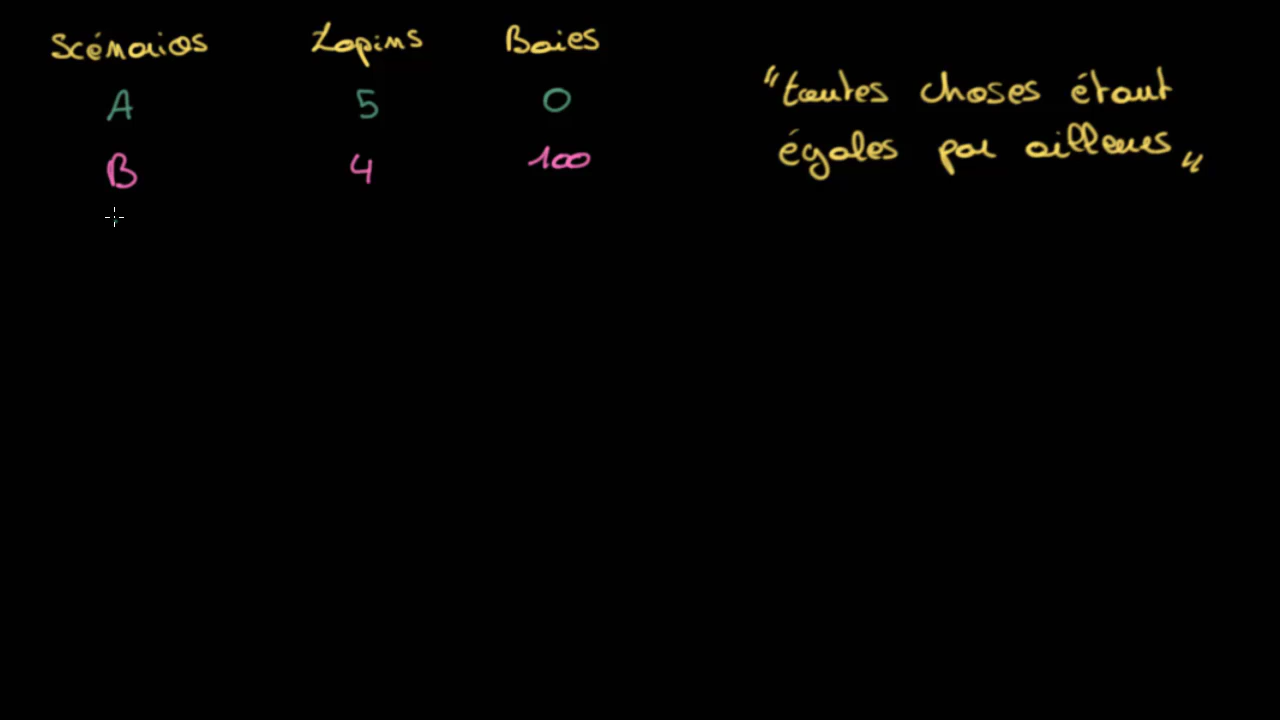 Scénarios Lapins Baies
A 5 0
B 4 100
"toutes choses étant
égales par ailleurs"